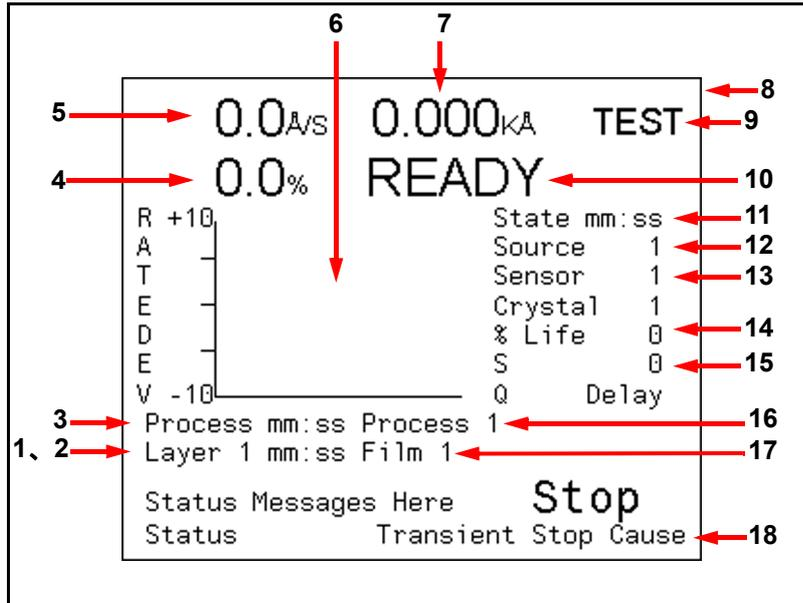 6 7
8
5 0.0Å/S 0.000KÅ TEST 9
4 0.0% READY 10
R +10 State mm:ss 11
A Source 1 12
T Sensor 1 13
E Crystal 1
D % Life 0 14
E S 0 15
V -10 Q Delay
3 Process mm:ss Process 1 16
1、2 Layer 1 mm:ss Film 1 17
Status Messages Here Stop
Status Transient Stop Cause 18